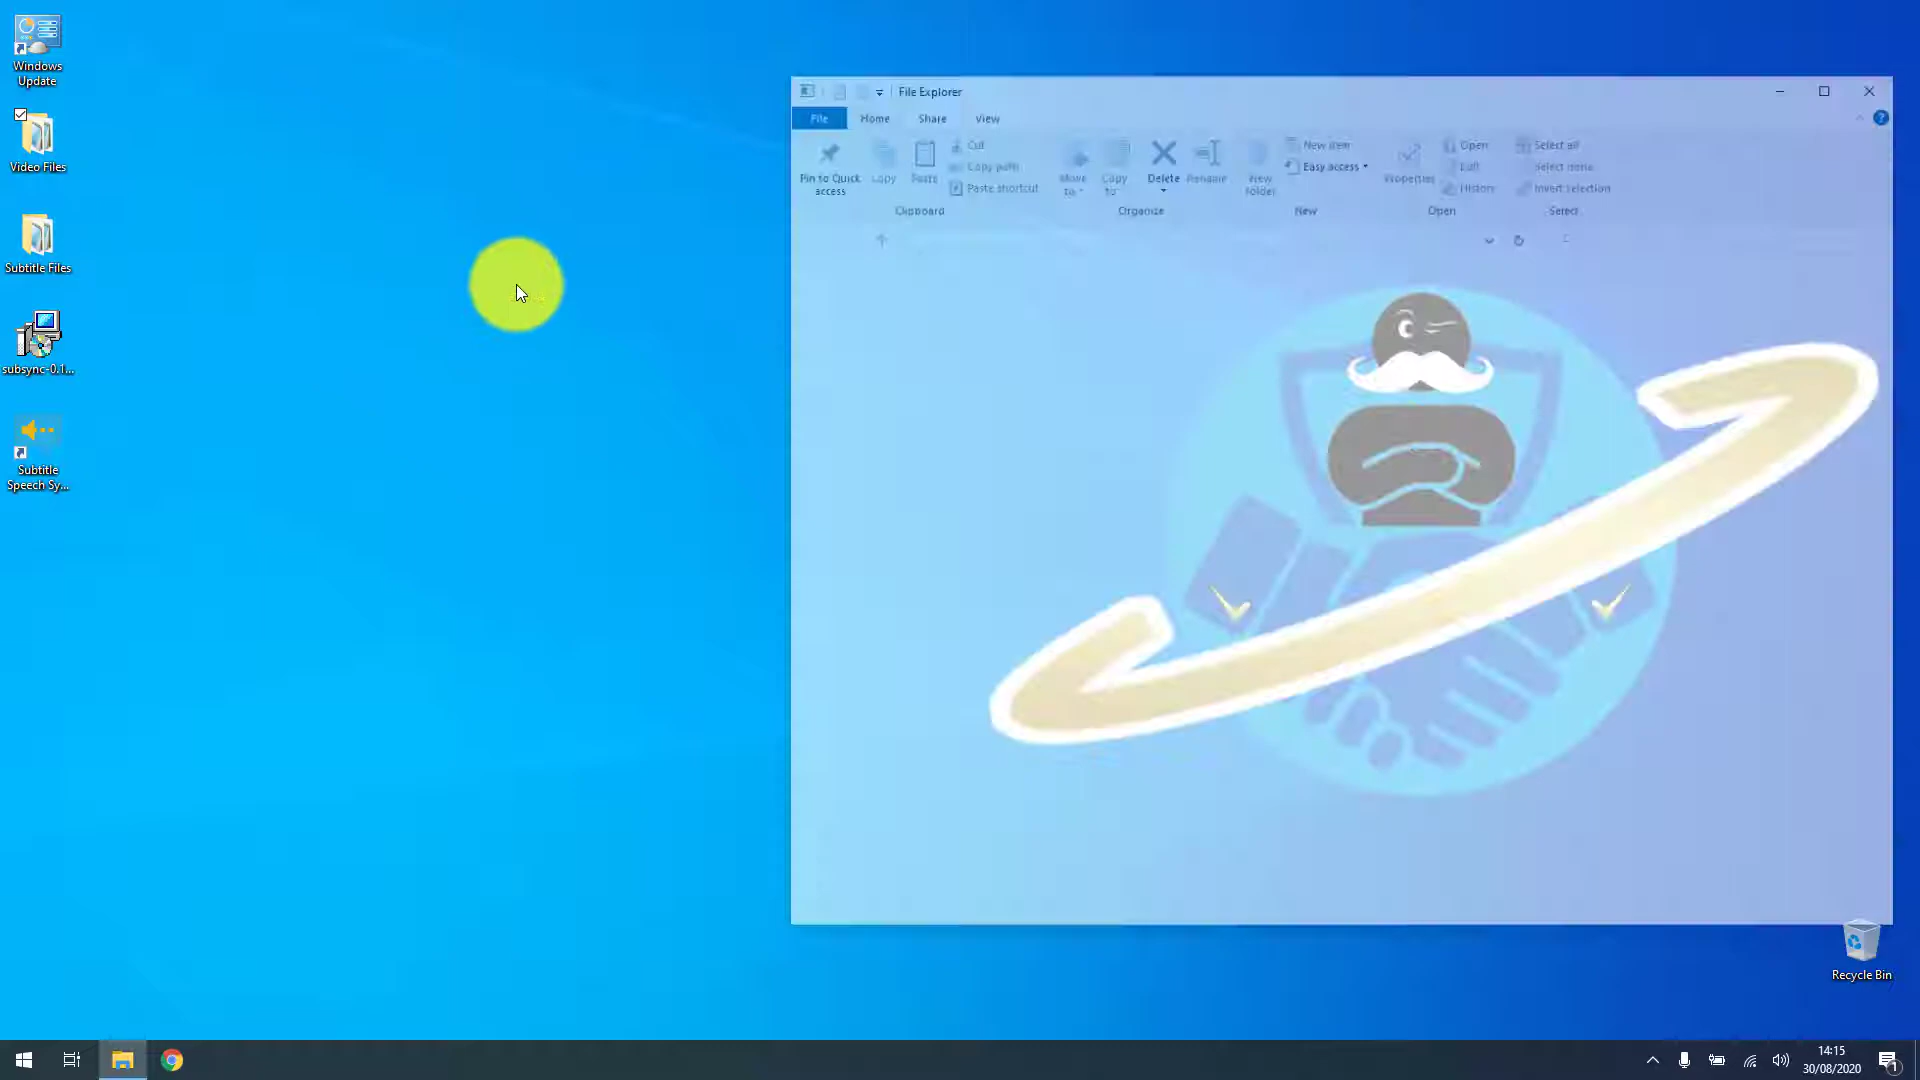 Windows
Update
Video Files
Subtitle Files
subsync-0.1...
Subtitle
Speech Sy...
File Explorer
File
Home
Share
View
Pin to Quick
access
Copy
Paste
Cut
Copy path
Paste shortcut
Clipboard
Move
to
Copy
to
Delete
Rename
Organize
New
folder
New item
Easy access
New
Properties
Open
Edit
History
Open
Select all
Select none
Invert selection
Select
Recycle Bin
14:15
30/08/2020
1